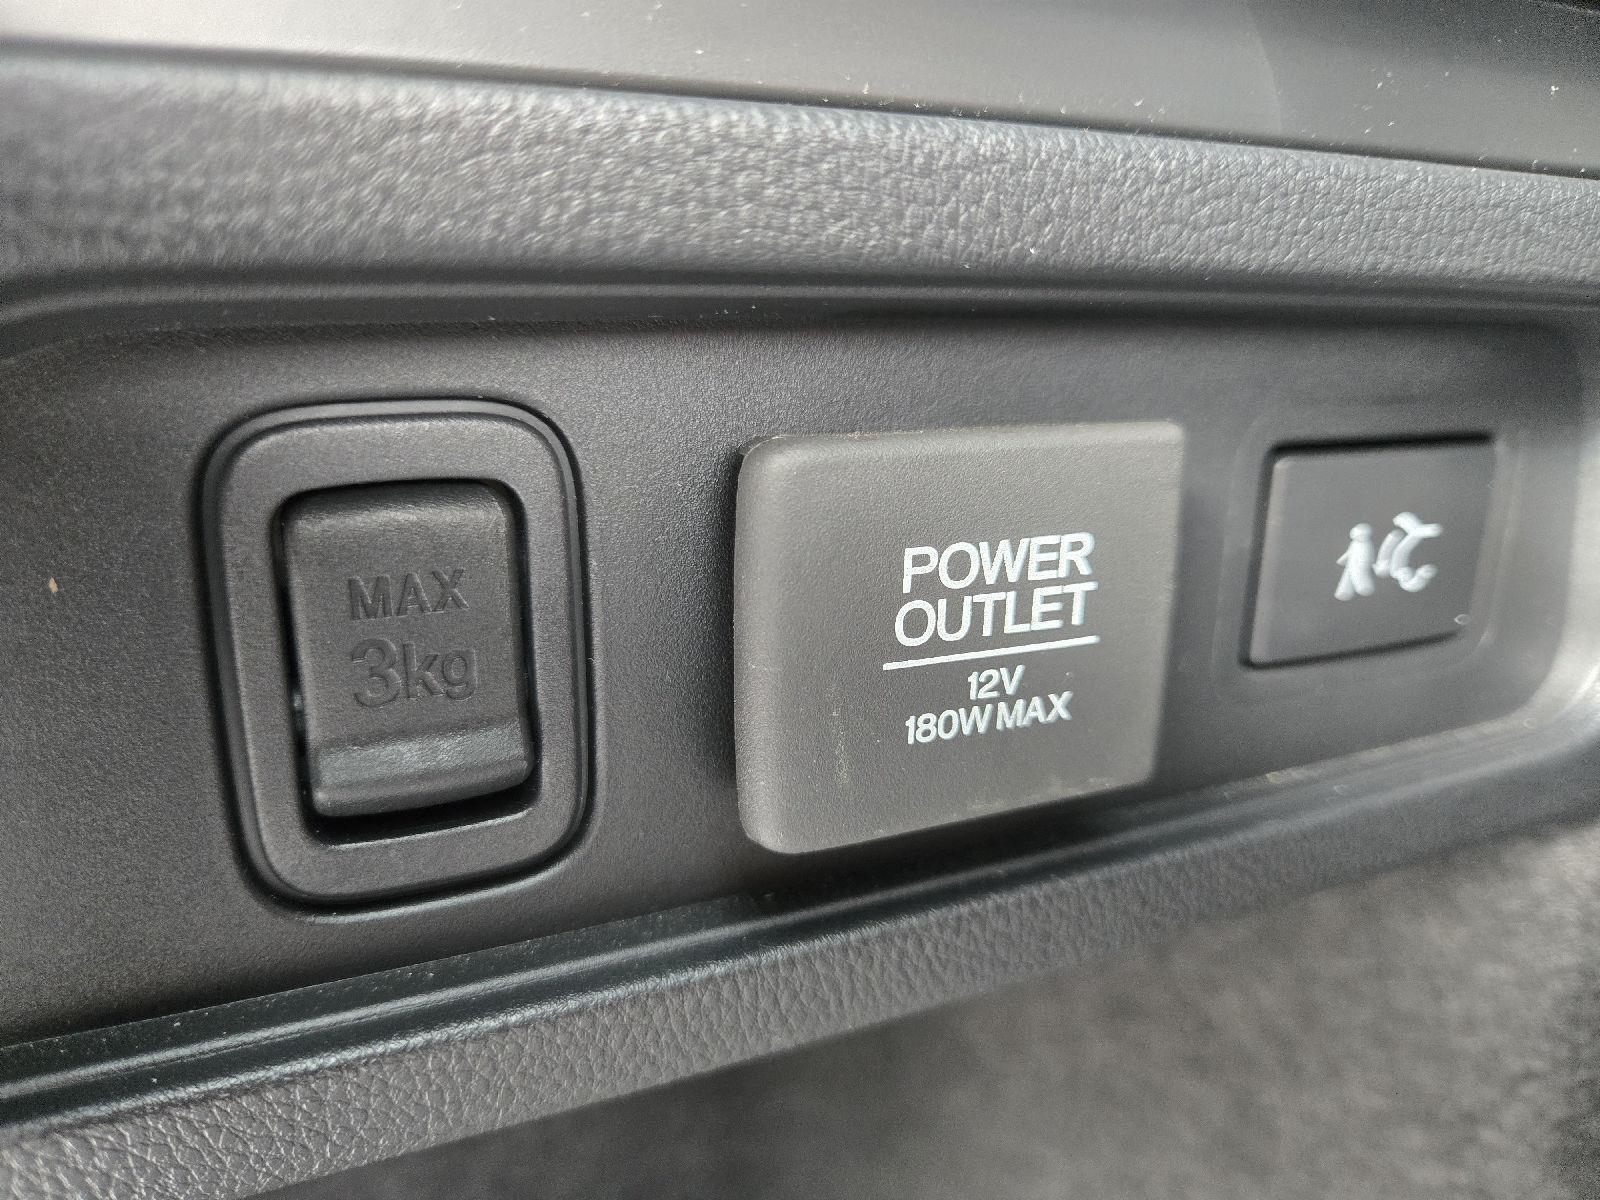 MAX
3kg
POWER
OUTLET
12V
180W MAX